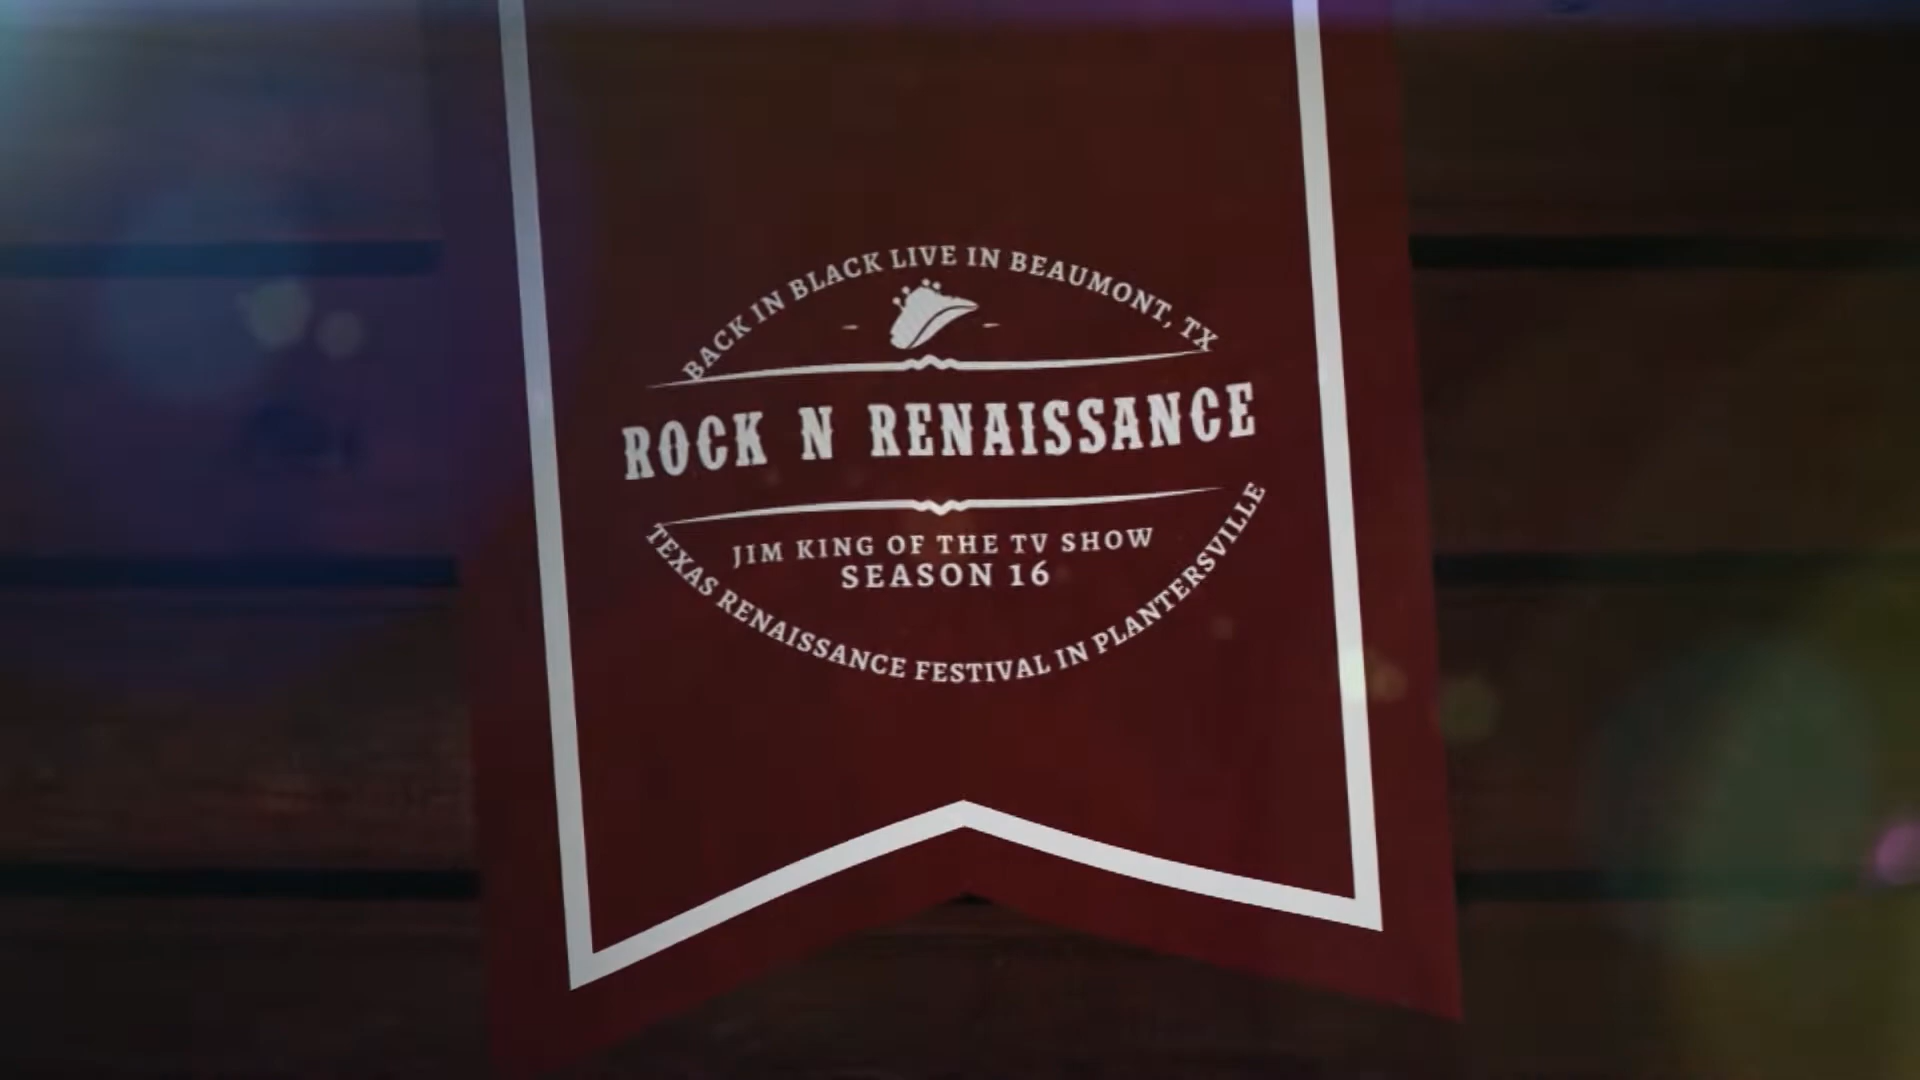 BACK IN BLACK LIVE IN BEAUMONT, TX
ROCK N RENAISSANCE
JIM KING OF THE TV SHOW
SEASON 16
TEXAS RENAISSANCE FESTIVAL IN PLANTERSVILLE